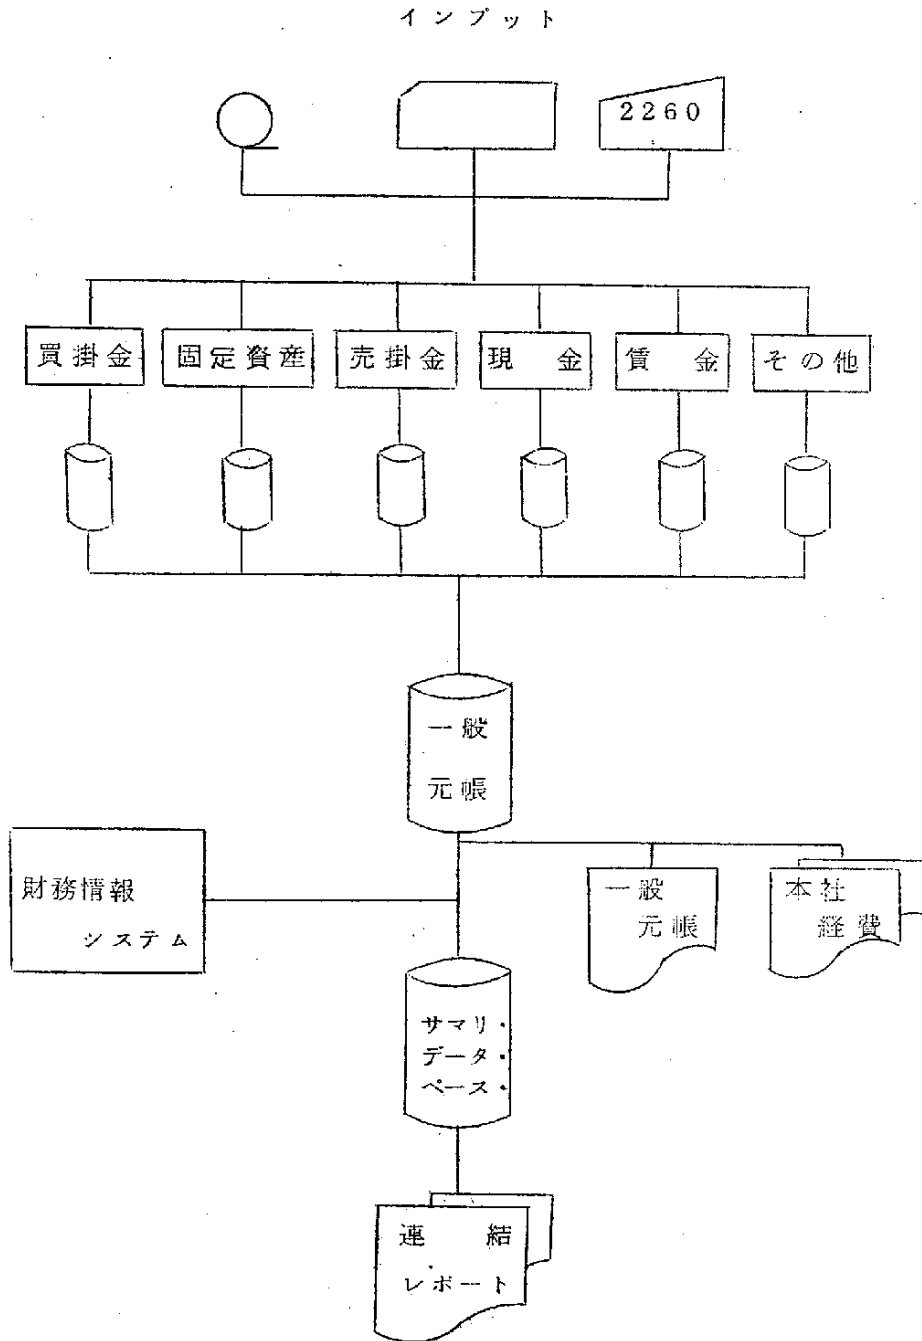 インプット
2260
買掛金
固定資産
売掛金
現金
賃金
その他
一般
元帳
財務情報
システム
一般
元帳
本社
経費
サマリ・
データ・
ベース・
連結
レポート